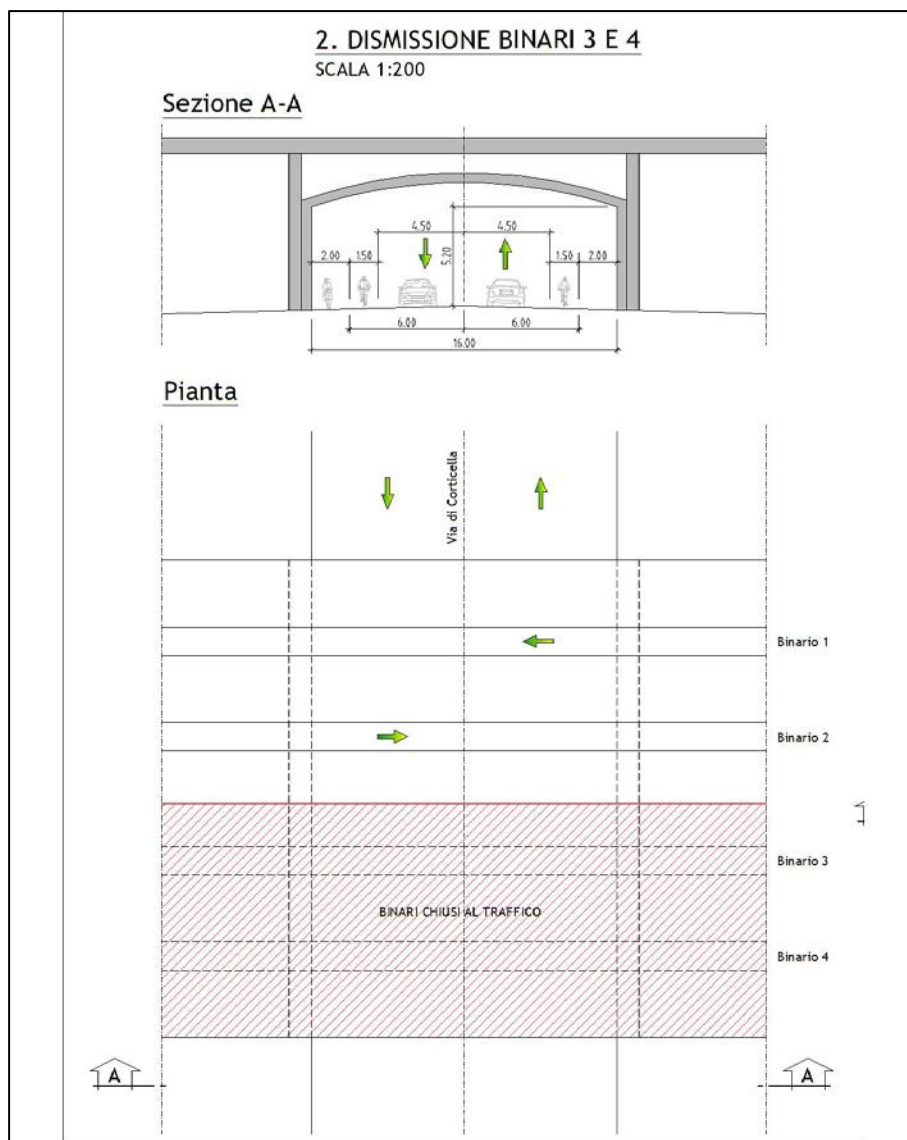 2. DISMISSIONE BINARI 3 E 4
SCALA 1:200
Sezione A-A
4.50 4.50
5.20
2.00 1.50 1.50 2.00
6.00 6.00
16.00
Pianta
Via di Corticella
Binario 1
Binario 2
Binario 3
BINARI CHIUSI AL TRAFFICO
Binario 4
A A